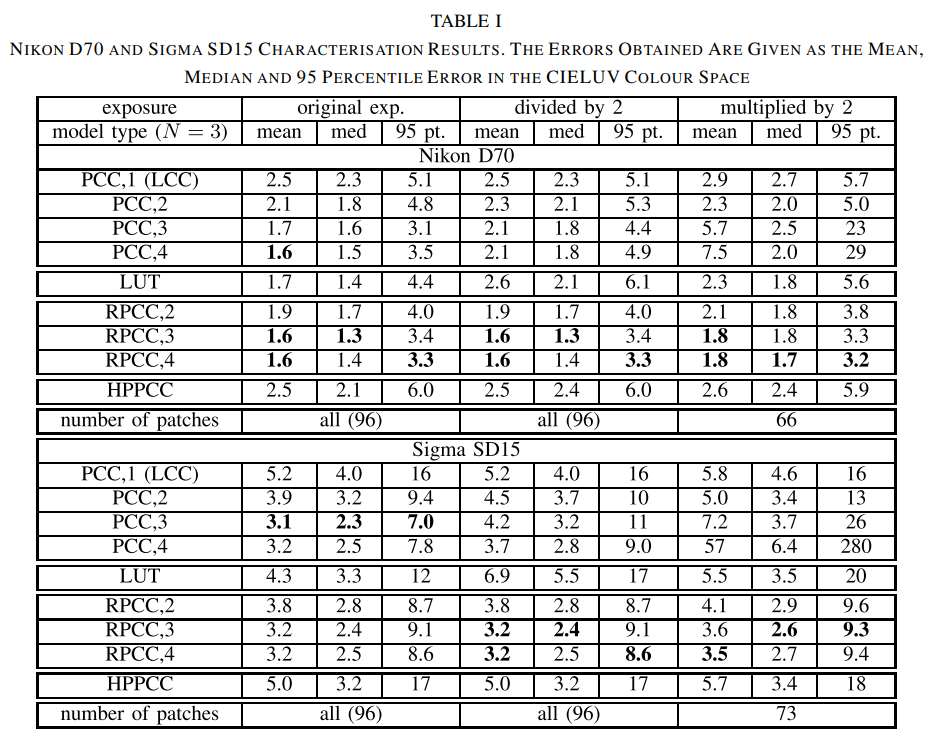 TABLE I
NIKON D70 AND SIGMA SD15 CHARACTERISATION RESULTS. THE ERRORS OBTAINED ARE GIVEN AS THE MEAN,
MEDIAN AND 95 PERCENTILE ERROR IN THE CIELUV COLOUR SPACE
exposure original exp. divided by 2 multiplied by 2
model type (N = 3) mean med 95 pt. mean med 95 pt. mean med 95 pt.
Nikon D70
PCC,1 (LCC) 2.5 2.3 5.1 2.5 2.3 5.1 2.9 2.7 5.7
PCC,2 2.1 1.8 4.8 2.3 2.1 5.3 2.3 2.0 5.0
PCC,3 1.7 1.6 3.1 2.1 1.8 4.4 5.7 2.5 23
PCC,4 1.6 1.5 3.5 2.1 1.8 4.9 7.5 2.0 29
LUT 1.7 1.4 4.4 2.6 2.1 6.1 2.3 1.8 5.6
RPCC,2 1.9 1.7 4.0 1.9 1.7 4.0 2.1 1.8 3.8
RPCC,3 1.6 1.3 3.4 1.6 1.3 3.4 1.8 1.8 3.3
RPCC,4 1.6 1.4 3.3 1.6 1.4 3.3 1.8 1.7 3.2
HPPCC 2.5 2.1 6.0 2.5 2.4 6.0 2.6 2.4 5.9
number of patches all (96) all (96) 66
Sigma SD15
PCC,1 (LCC) 5.2 4.0 16 5.2 4.0 16 5.8 4.6 16
PCC,2 3.9 3.2 9.4 4.5 3.7 10 5.0 3.4 13
PCC,3 3.1 2.3 7.0 4.2 3.2 11 7.2 3.7 26
PCC,4 3.2 2.5 7.8 3.7 2.8 9.0 57 6.4 280
LUT 4.3 3.3 12 6.9 5.5 17 5.5 3.5 20
RPCC,2 3.8 2.8 8.7 3.8 2.8 8.7 4.1 2.9 9.6
RPCC,3 3.2 2.4 9.1 3.2 2.4 9.1 3.6 2.6 9.3
RPCC,4 3.2 2.5 8.6 3.2 2.5 8.6 3.5 2.7 9.4
HPPCC 5.0 3.2 17 5.0 3.2 17 5.7 3.4 18
number of patches all (96) all (96) 73